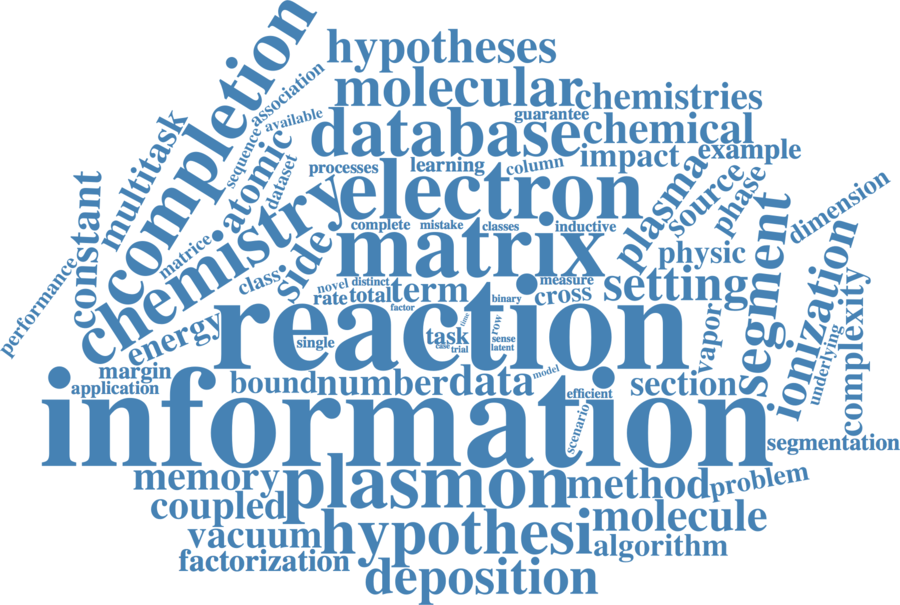 hypotheses
completion
association
molecular
chemistries
available
guarantee
multitask
database
chemical
sequence
atomic
impact
example
processes
learning
column
dataset
electron
plasma
source
phase
dimension
constant
chemistry
complete
mistake
classes
inductive
matrice
side
matrix
physic
segment
performance
class
novel
distinct
measure
setting
ionization
rate
total
term
binary
cross
factor
complexity
energy
reaction
time
row
vapor
single
task
sense
case
trial
latent
underlying
margin
application
bound
number
data
model
section
efficient
information
scenario
segmentation
memory
plasmon
method
problem
coupled
molecule
vacuum
hypothesi
algorithm
factorization
deposition